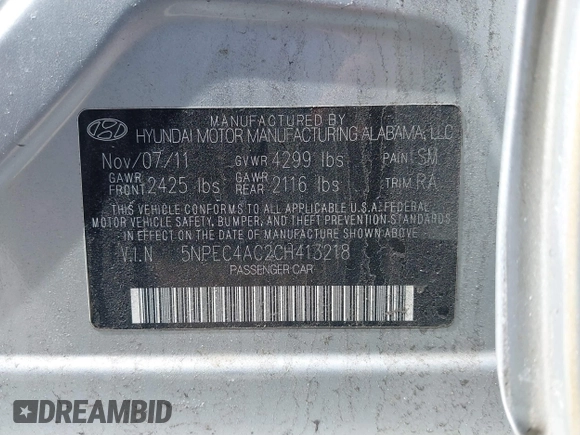 MANUFACTURED BY
HYUNDAI MOTOR MANUFACTURING ALABAMA, LLC
Nov/07/11 GVWR 4299 lbs PAINT SM
GAWR FRONT 2425 lbs GAWR REAR 2116 lbs TRIM RA
THIS VEHICLE CONFORMS TO ALL APPLICABLE U.S.A.FEDERAL
MOTOR VEHICLE SAFETY, BUMPER, AND THEFT PREVENTION
STANDARDS IN EFFECT ON THE DATE OF MANUFACTURE SHOWN ABOVE.
V.I.N 5NPEC4AC2CH413218
PASSENGER CAR
DREAMBID